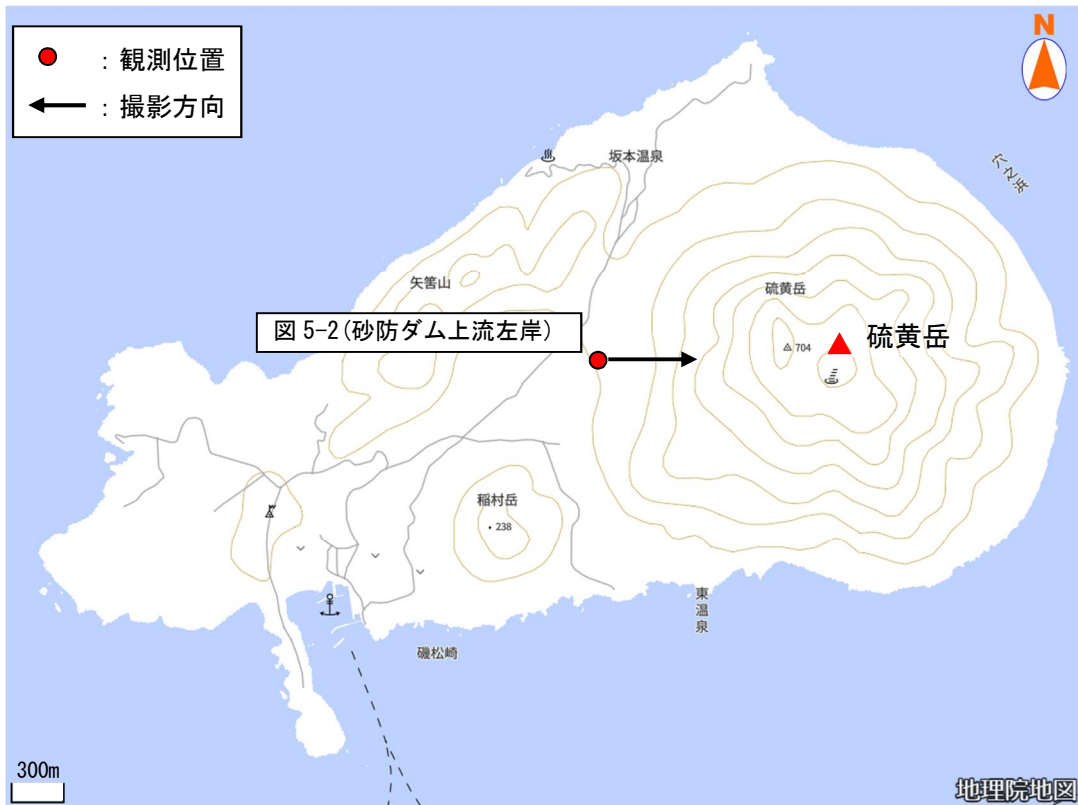 ：観測位置
：撮影方向
N
坂本温泉
穴之浜
矢筈山
硫黄岳
図 5-2(砂防ダム上流左岸)
硫黄岳
704
稲村岳
238
東温泉
磯松崎
300m
地理院地図